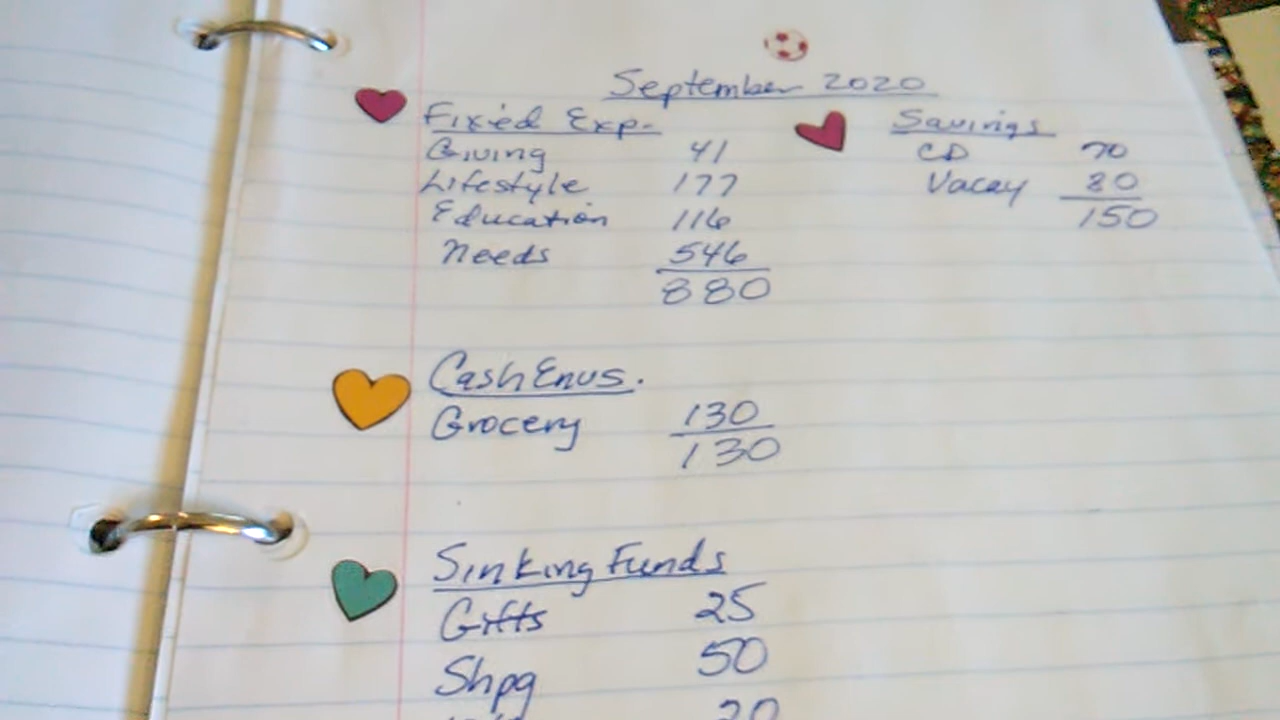 September 2020
Fixed Exp.
Giving 41
Lifestyle 177
Education 116
Needs 546
880
Savings
CD 70
Vacay 80
150
Cash Envs.
Grocery 130
130
Sinking Funds
Gifts 25
Shpg 50
20